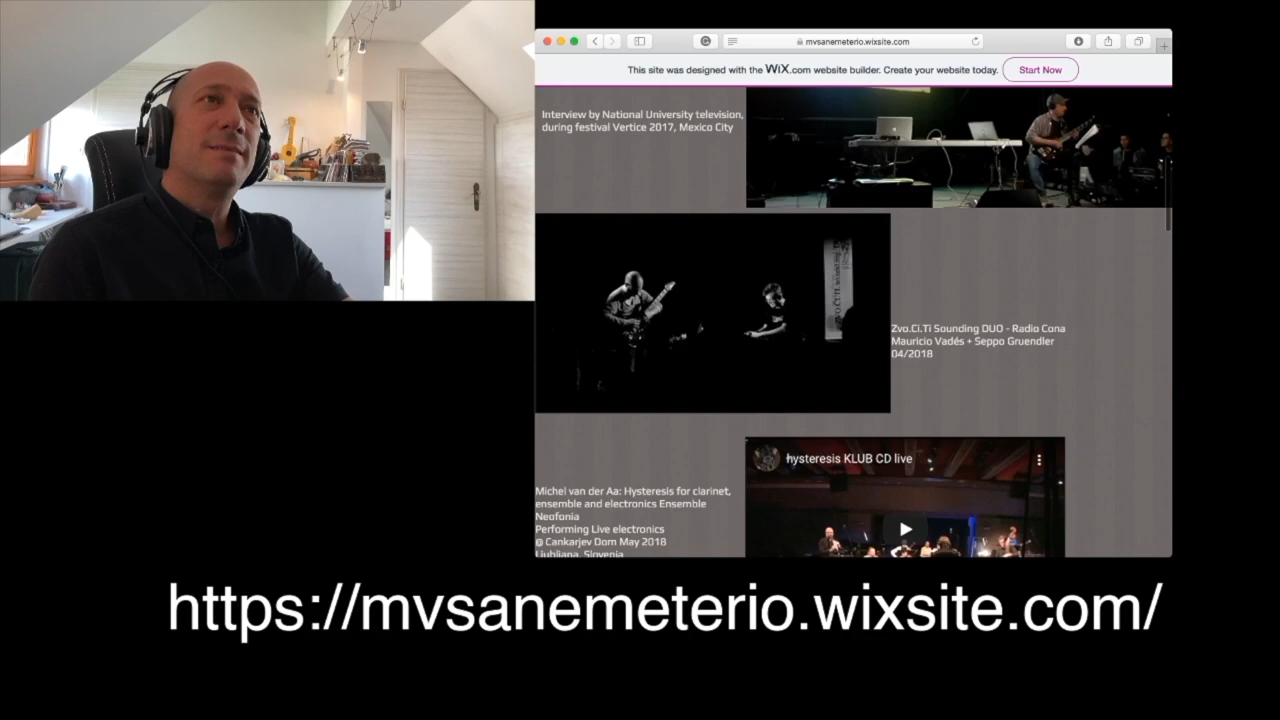 mvsanemeterio.wixsite.com
This site was designed with the WiX.com website builder. Create your website today.
Start Now
Interview by National University television,
during festival Vertice 2017, Mexico City
Zvo.Ci.Ti Sounding DUO - Radio Cona
Mauricio Vadés + Seppo Gruendler
04/2018
hysteresis KLUB CD live
Michel van der Aa: Hysteresis for clarinet,
ensemble and electronics Ensemble
Neofonia
Performing Live electronics
@ Cankarjev Dom May 2018
Ljubljana, Slovenia
https://mvsanemeterio.wixsite.com/